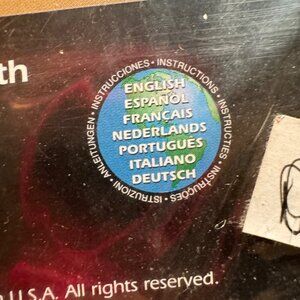 th
INSTRUCCIONES • INSTRUCTIONS • INSTRUCTIES • INSTRUÇÕES • ISTRUZIONI • ANLEITUNGEN •
ENGLISH
ESPAÑOL
FRANÇAIS
NEDERLANDS
PORTUGUÊS
ITALIANO
DEUTSCH
U.S.A. All rights reserved.